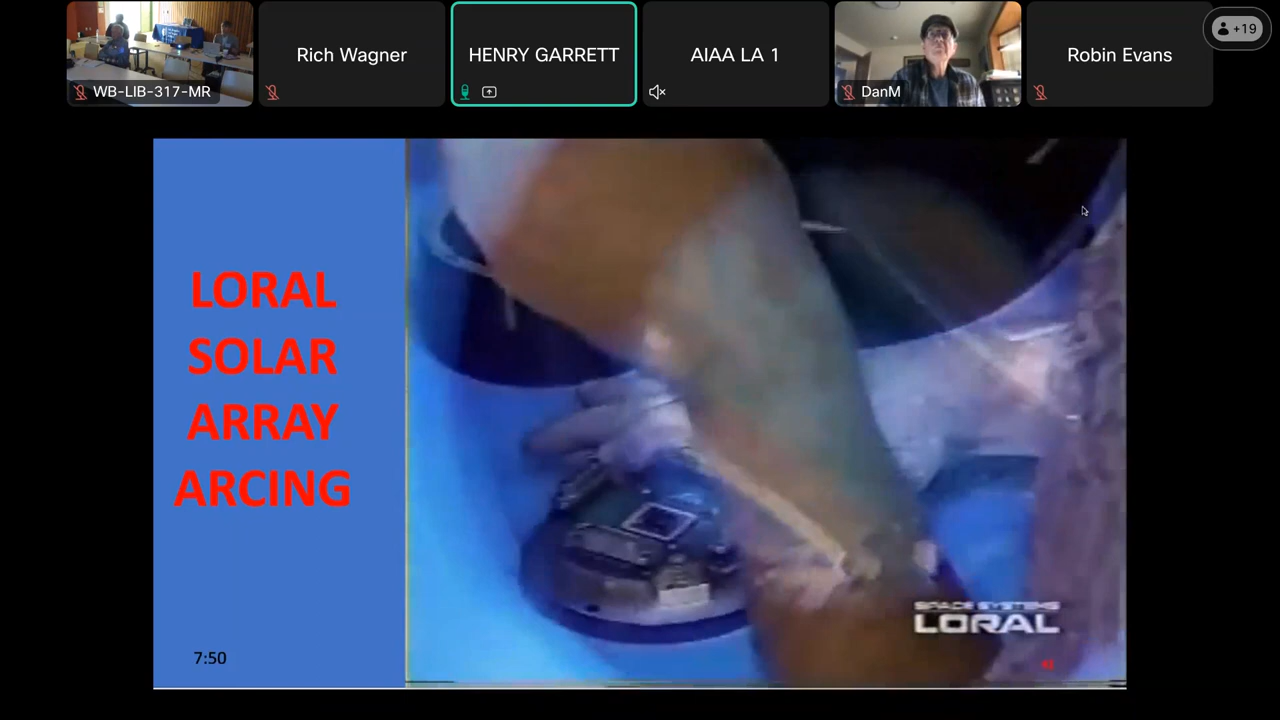 WB-LIB-317-MR
Rich Wagner
HENRY GARRETT
AIAA LA 1
DanM
Robin Evans
+19
LORAL
SOLAR
ARRAY
ARCING
7:50
SPACE SYSTEMS
LORAL